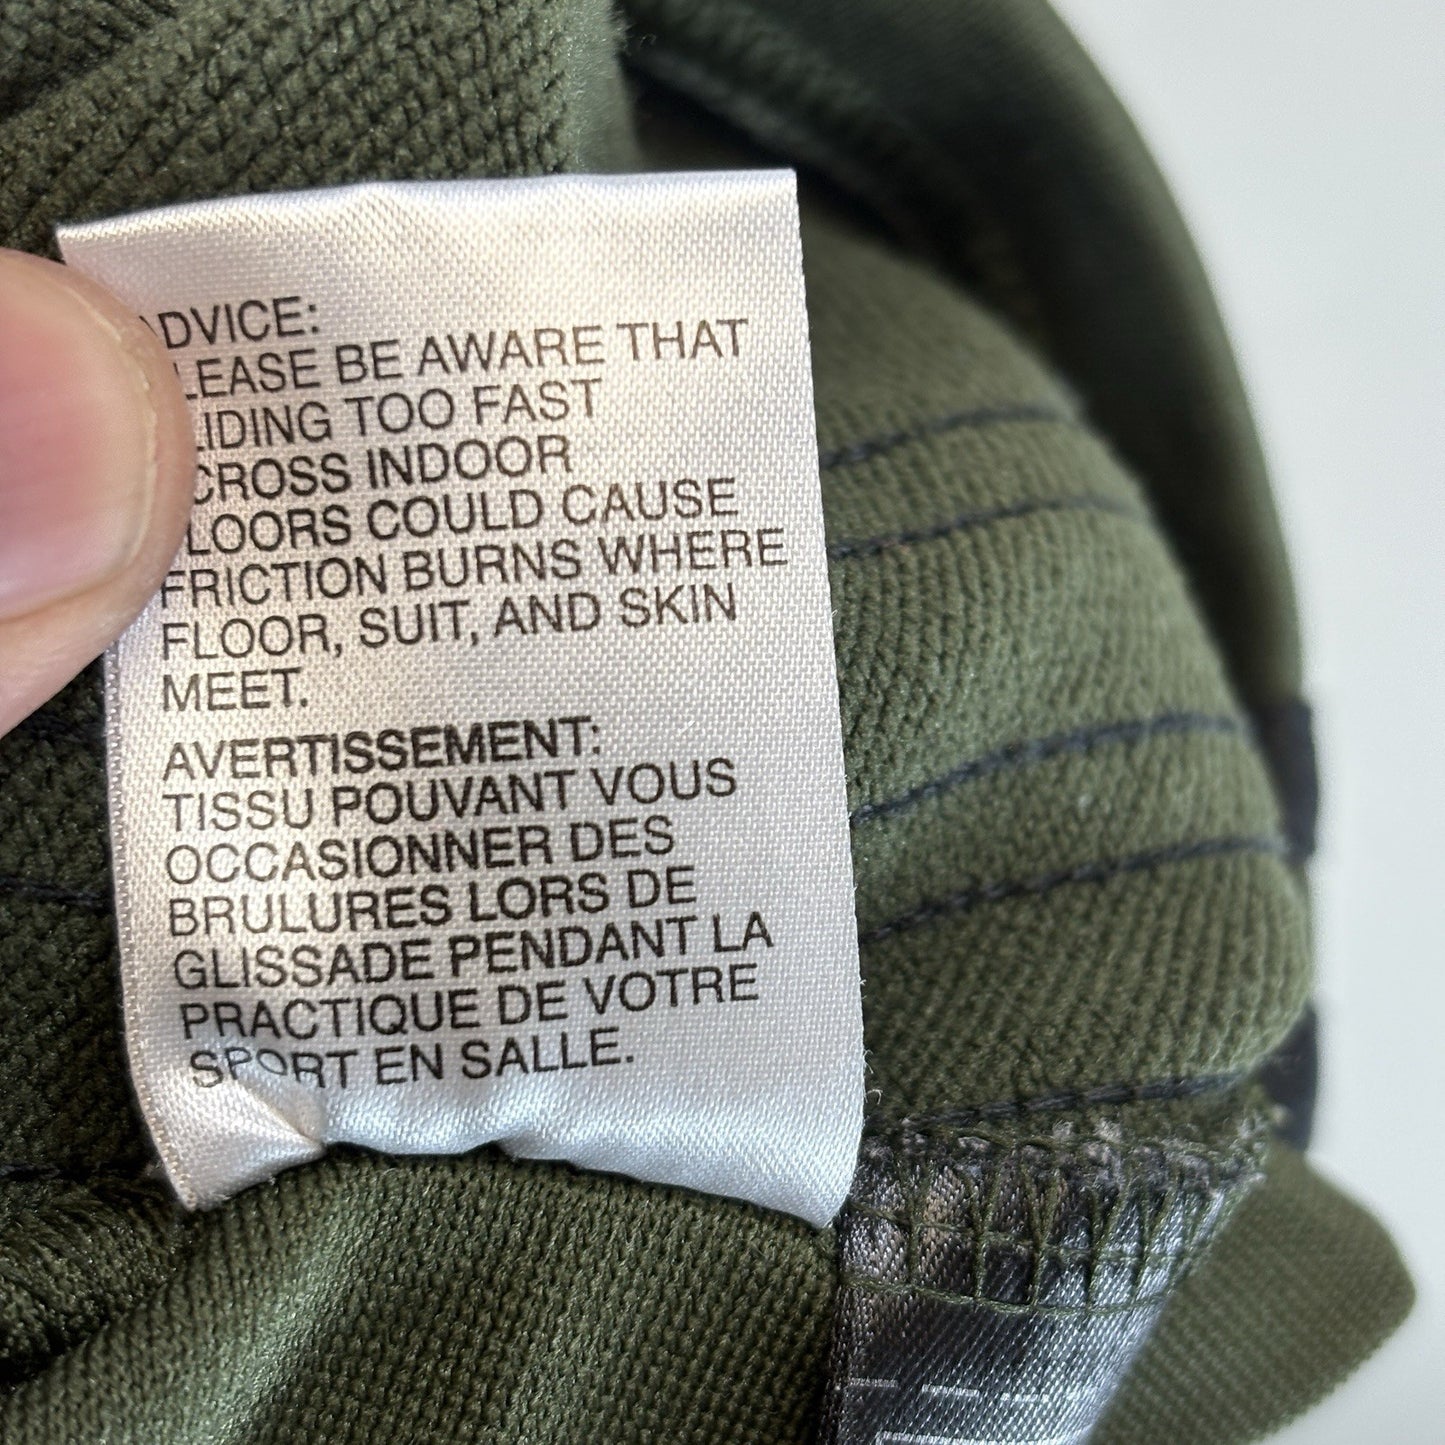 DVICE:
LEASE BE AWARE THAT
LIDING TOO FAST
CROSS INDOOR
LOORS COULD CAUSE
FRICTION BURNS WHERE
FLOOR, SUIT, AND SKIN
MEET.
AVERTISSEMENT:
TISSU POUVANT VOUS
OCCASIONNER DES
BRULURES LORS DE
GLISSADE PENDANT LA
PRACTIQUE DE VOTRE
SPORT EN SALLE.